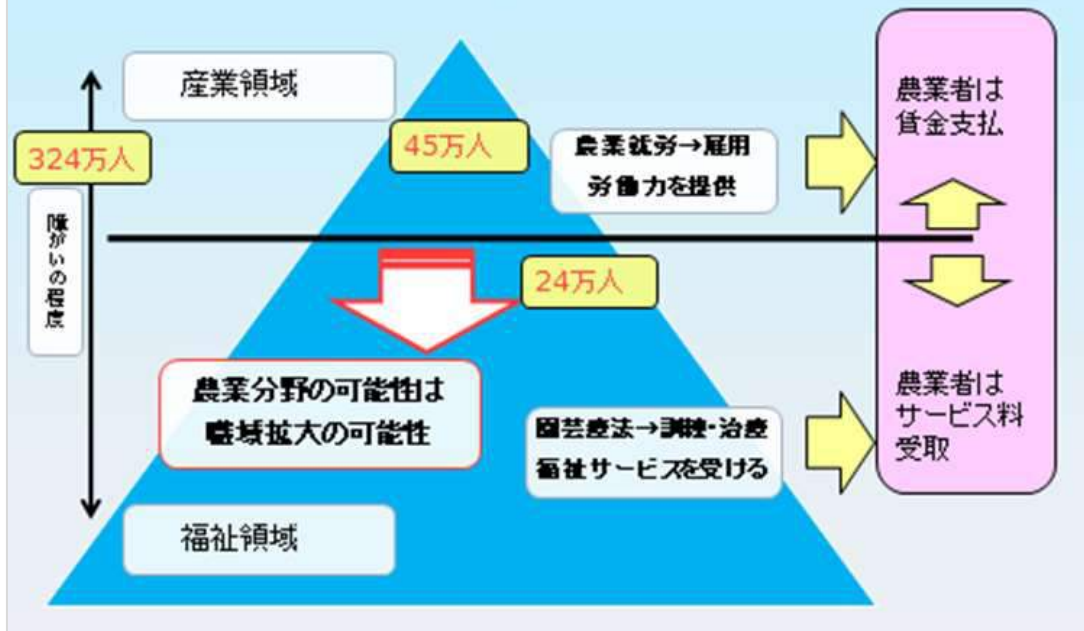 産業領域
324万人
障がいの程度
45万人
農業就労→雇用
労働力を提供
農業者は
賃金支払
24万人
農業分野の可能性は
職域拡大の可能性
園芸療法→訓練・治療
福祉サービスを受ける
農業者は
サービス料
受取
福祉領域